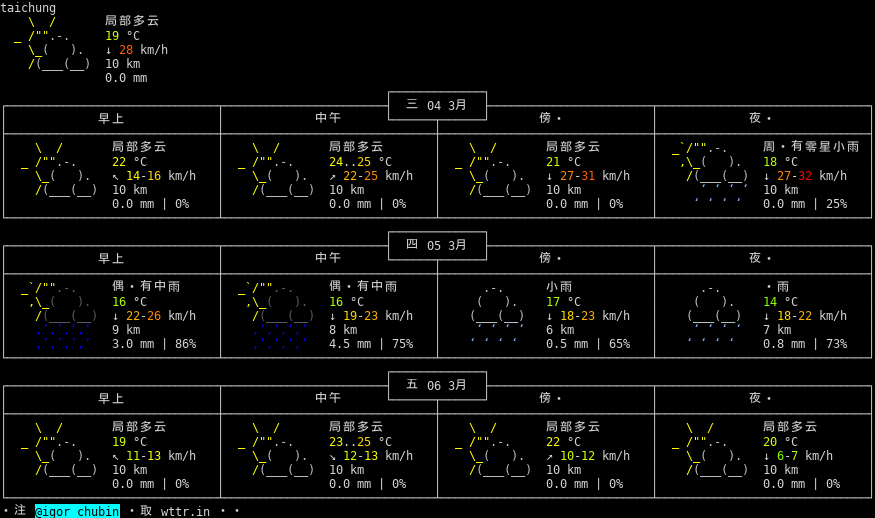 taichung
局部多云
19 °C
↓ 28 km/h
10 km
0.0 mm
三 04 3月
早上 中午 傍・ 夜・
局部多云 局部多云 局部多云 周・有零星小雨
22 °C 24..25 °C 21 °C 18 °C
↖ 14-16 km/h ↗ 22-25 km/h ↓ 27-31 km/h ↓ 27-32 km/h
10 km 10 km 10 km 10 km
0.0 mm | 0% 0.0 mm | 0% 0.0 mm | 0% 0.0 mm | 25%
四 05 3月
早上 中午 傍・ 夜・
偶・有中雨 偶・有中雨 小雨 ・雨
16 °C 16 °C 17 °C 14 °C
↓ 22-26 km/h ↓ 19-23 km/h ↓ 18-23 km/h ↓ 18-22 km/h
9 km 8 km 6 km 7 km
3.0 mm | 86% 4.5 mm | 75% 0.5 mm | 65% 0.8 mm | 73%
五 06 3月
早上 中午 傍・ 夜・
局部多云 局部多云 局部多云 局部多云
19 °C 23..25 °C 22 °C 20 °C
↖ 11-13 km/h ↘ 12-13 km/h ↗ 10-12 km/h ↓ 6-7 km/h
10 km 10 km 10 km 10 km
0.0 mm | 0% 0.0 mm | 0% 0.0 mm | 0% 0.0 mm | 0%
・注 @igor_chubin ・取 wttr.in ・・